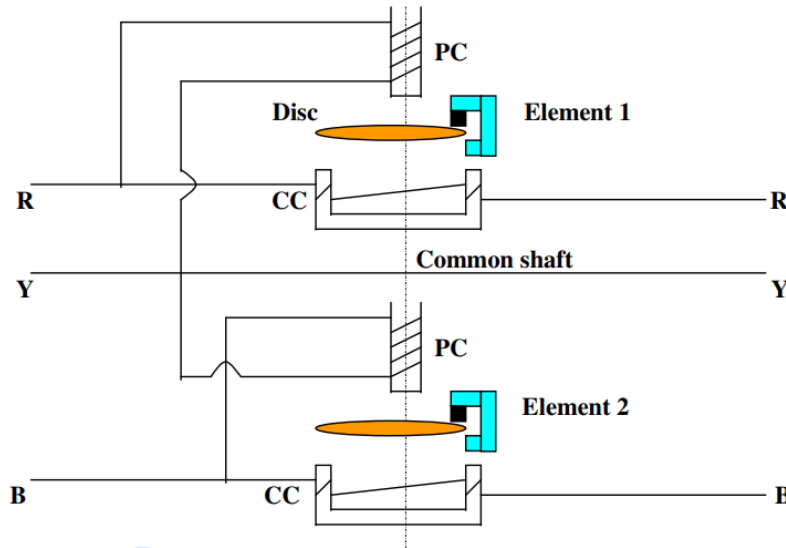 PC
Disc
Element 1
R
CC
R
Common shaft
Y
Y
PC
Element 2
B
CC
B